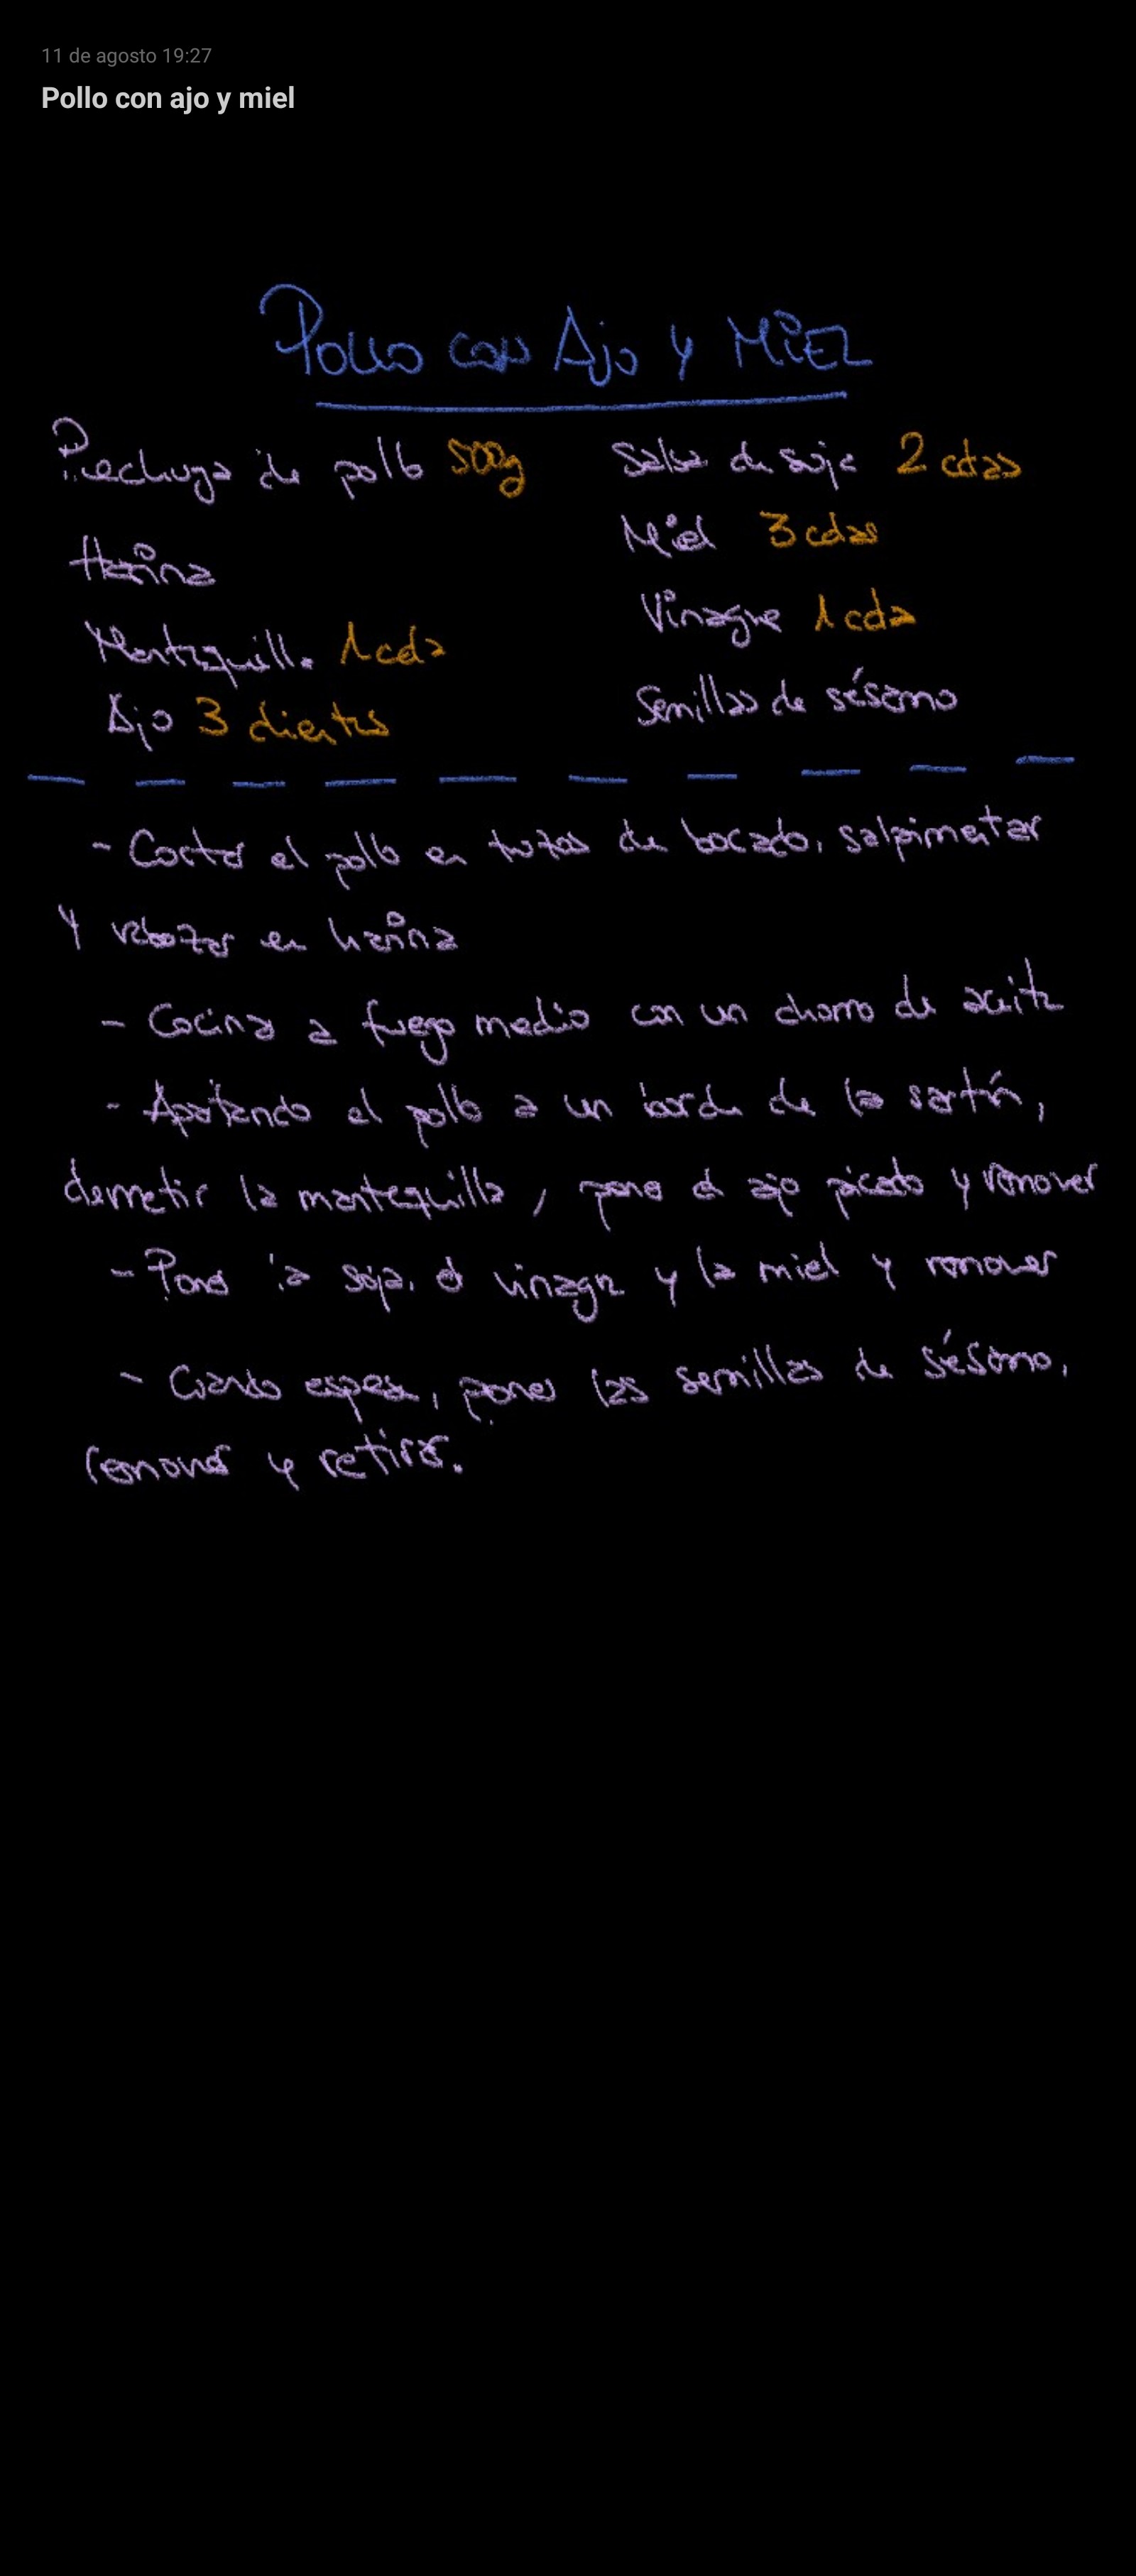 11 de agosto 19:27
Pollo con ajo y miel
Pollo con Ajo y Miel
Pechuga de pollo 500g
Harina
Mantequilla 1 cda
Ajo 3 dientes
Salsa de soja 2 cdas
Miel 3 cdas
Vinagre 1 cda
Semillas de sésamo
- Cortar el pollo en trozos de bocado, salpimentar
y rebozar en harina
- Cocinar a fuego medio con un chorro de aceite
- Apartando el pollo a un borde de la sartén,
derretir la mantequilla, poner el ajo picado y remover
- Poner la soja, el vinagre y la miel y remover
- Cuando espese, poner las semillas de sésamo,
remover y retirar.